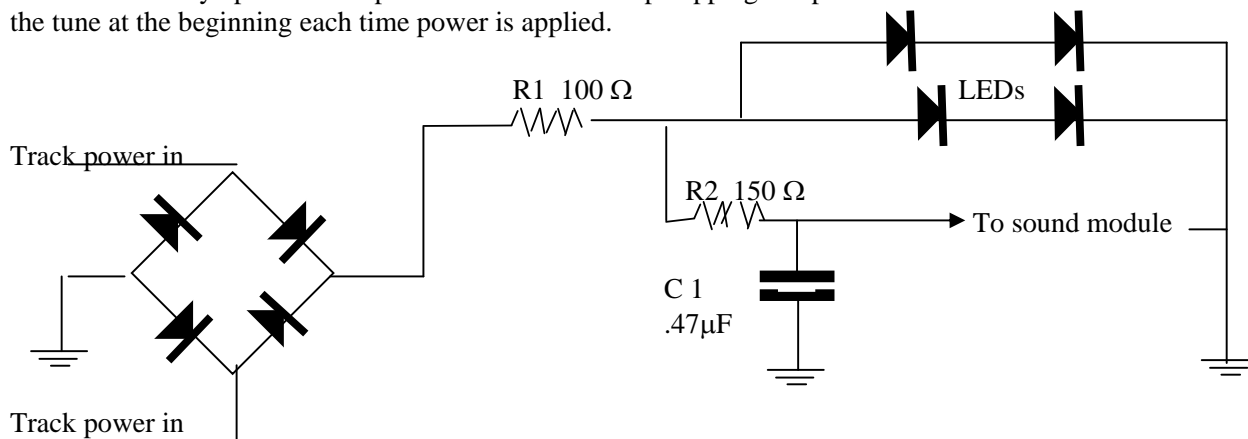 the tune at the beginning each time power is applied.
R1 100 Ω
LEDs
Track power in
R2 150 Ω
To sound module
C 1
.47μF
Track power in